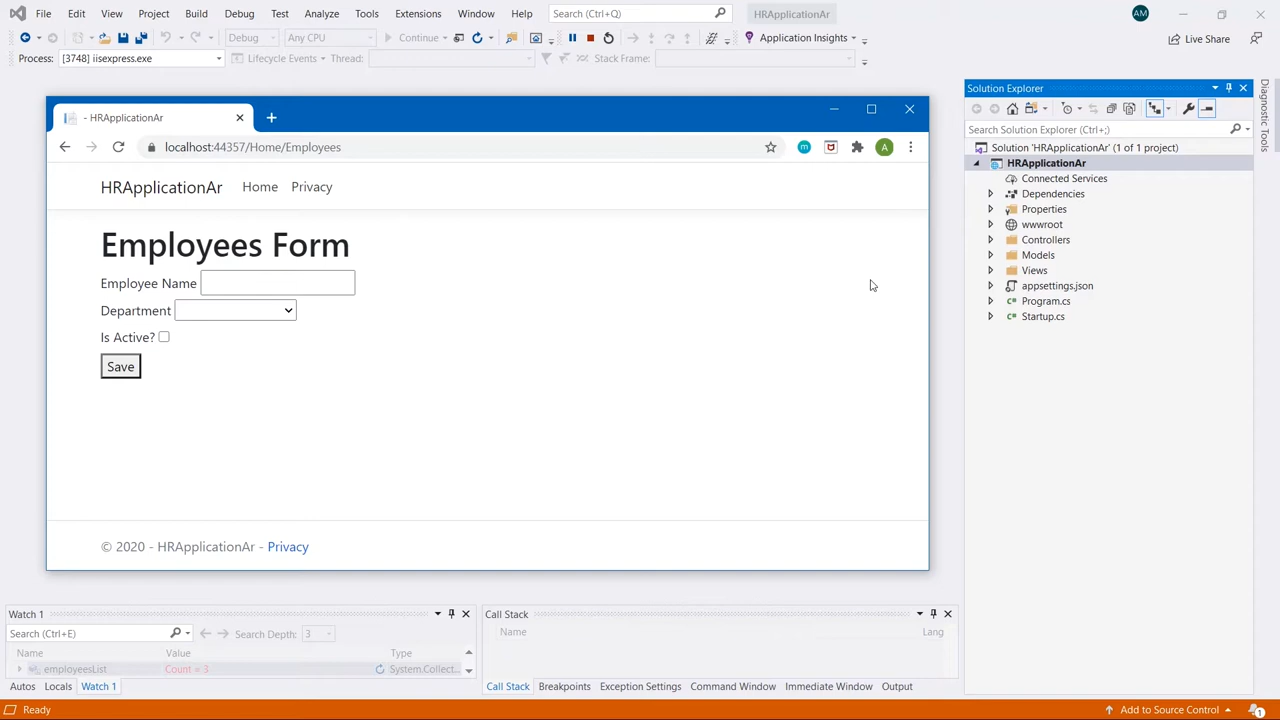 File Edit View Project Build Debug Test Analyze Tools Extensions Window Help Search (Ctrl+Q) HRApplicationAr AM
Debug Any CPU Continue Application Insights Live Share
Process: [3748] iisexpress.exe Lifecycle Events Thread: Stack Frame:
Solution Explorer
Search Solution Explorer (Ctrl+;)
Solution 'HRApplicationAr' (1 of 1 project)
HRApplicationAr
Connected Services
Dependencies
Properties
wwwroot
Controllers
Models
Views
appsettings.json
Program.cs
Startup.cs
Diagnostic Tools
- HRApplicationAr
localhost:44357/Home/Employees
m
A
HRApplicationAr Home Privacy
Employees Form
Employee Name
Department
Is Active?
Save
© 2020 - HRApplicationAr - Privacy
Watch 1
Search (Ctrl+E) Search Depth: 3
Name Value Type
employeesList Count = 3 System.Collect...
Autos Locals Watch 1
Call Stack
Name Lang
Call Stack Breakpoints Exception Settings Command Window Immediate Window Output
Ready Add to Source Control 1